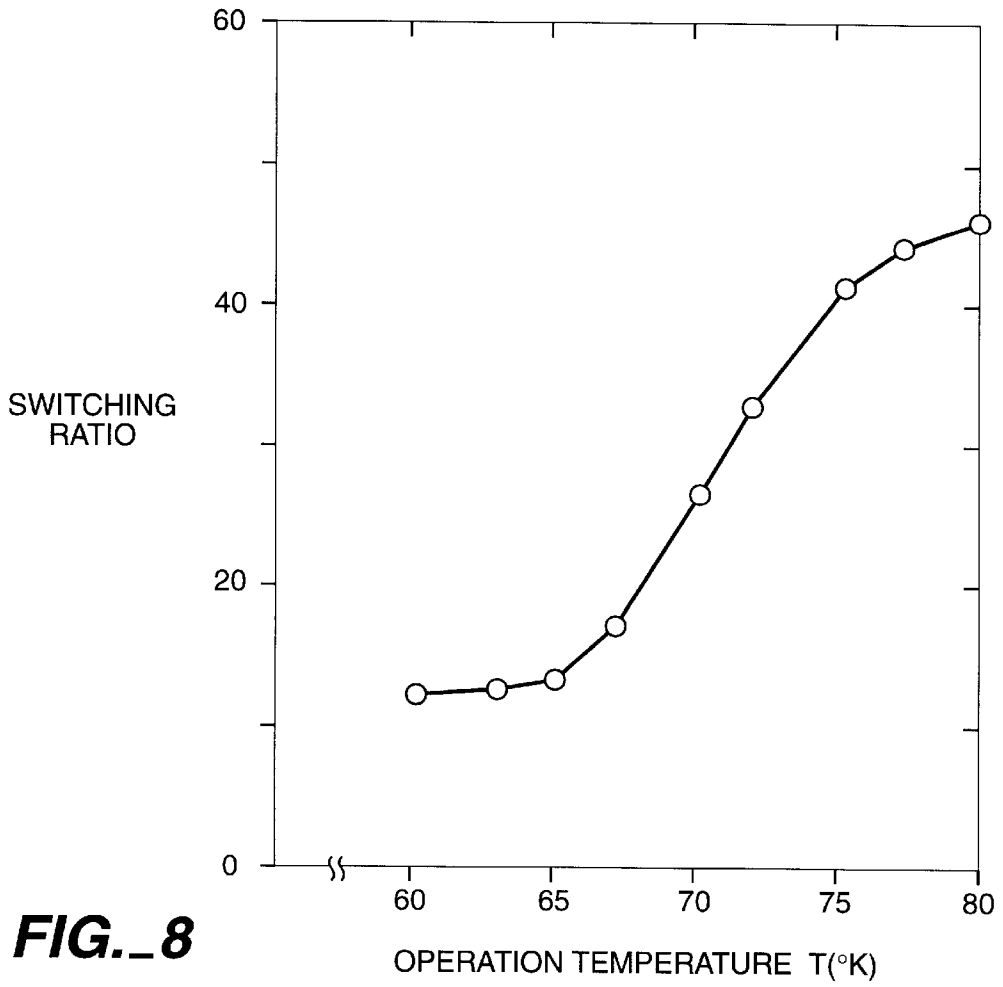 60
40
SWITCHING
RATIO
20
0
60 65 70 75 80
FIG._8
OPERATION TEMPERATURE T(°K)